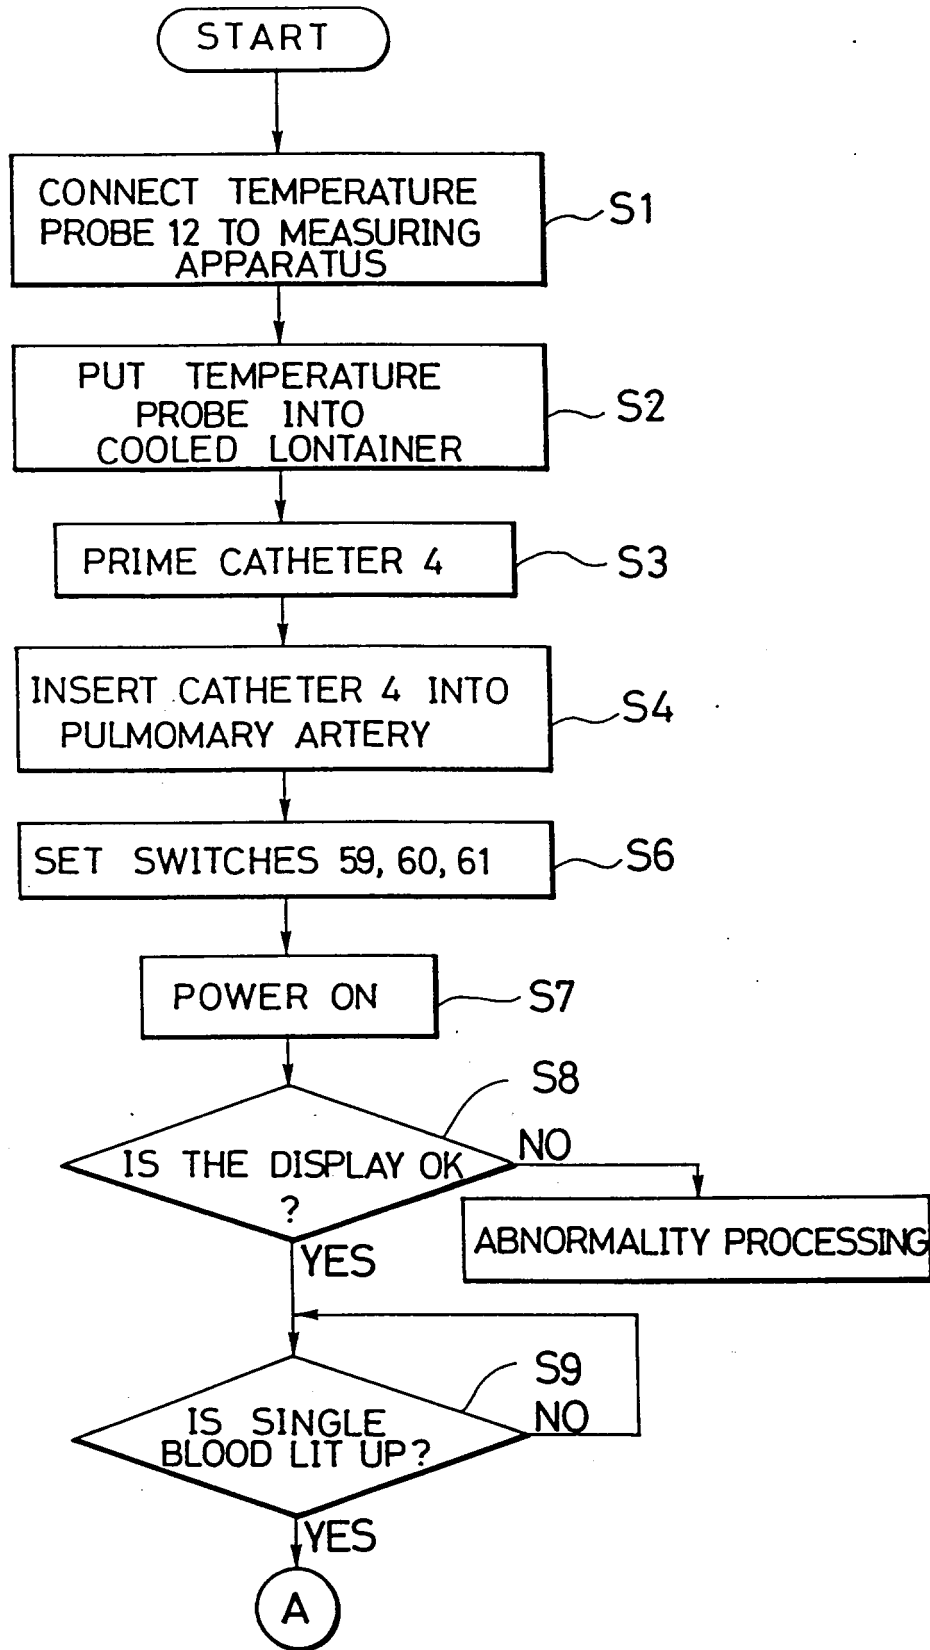 START
CONNECT TEMPERATURE
PROBE 12 TO MEASURING
APPARATUS
S1
PUT TEMPERATURE
PROBE INTO
COOLED LONTAINER
S2
PRIME CATHETER 4
S3
INSERT CATHETER 4 INTO
PULMOMARY ARTERY
S4
SET SWITCHES 59, 60, 61
S6
POWER ON
S7
S8
IS THE DISPLAY OK
?
NO
ABNORMALITY PROCESSING
YES
S9
IS SINGLE
BLOOD LIT UP?
NO
YES
A